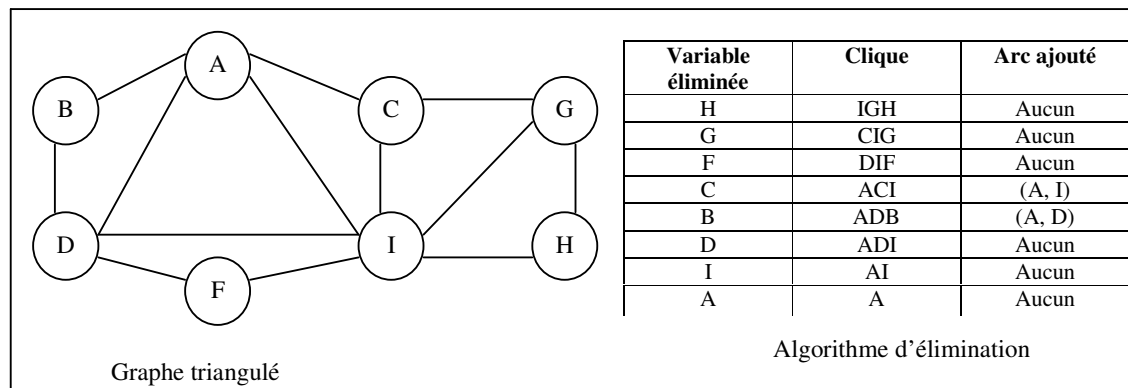 A
B
C
G
D
I
H
F
Graphe triangulé
Variable éliminée Clique Arc ajouté
H IGH Aucun
G CIG Aucun
F DIF Aucun
C ACI (A, I)
B ADB (A, D)
D ADI Aucun
I AI Aucun
A A Aucun
Algorithme d'élimination